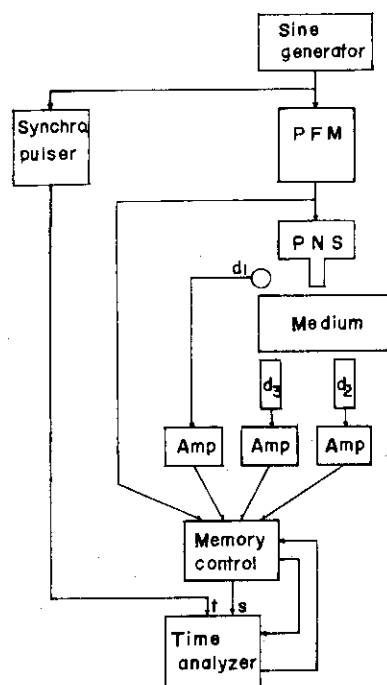 Sine
generator
Synchro
pulser
PFM
PNS
d1
Medium
d3
d2
Amp
Amp
Amp
Memory
control
t
s
Time
analyzer